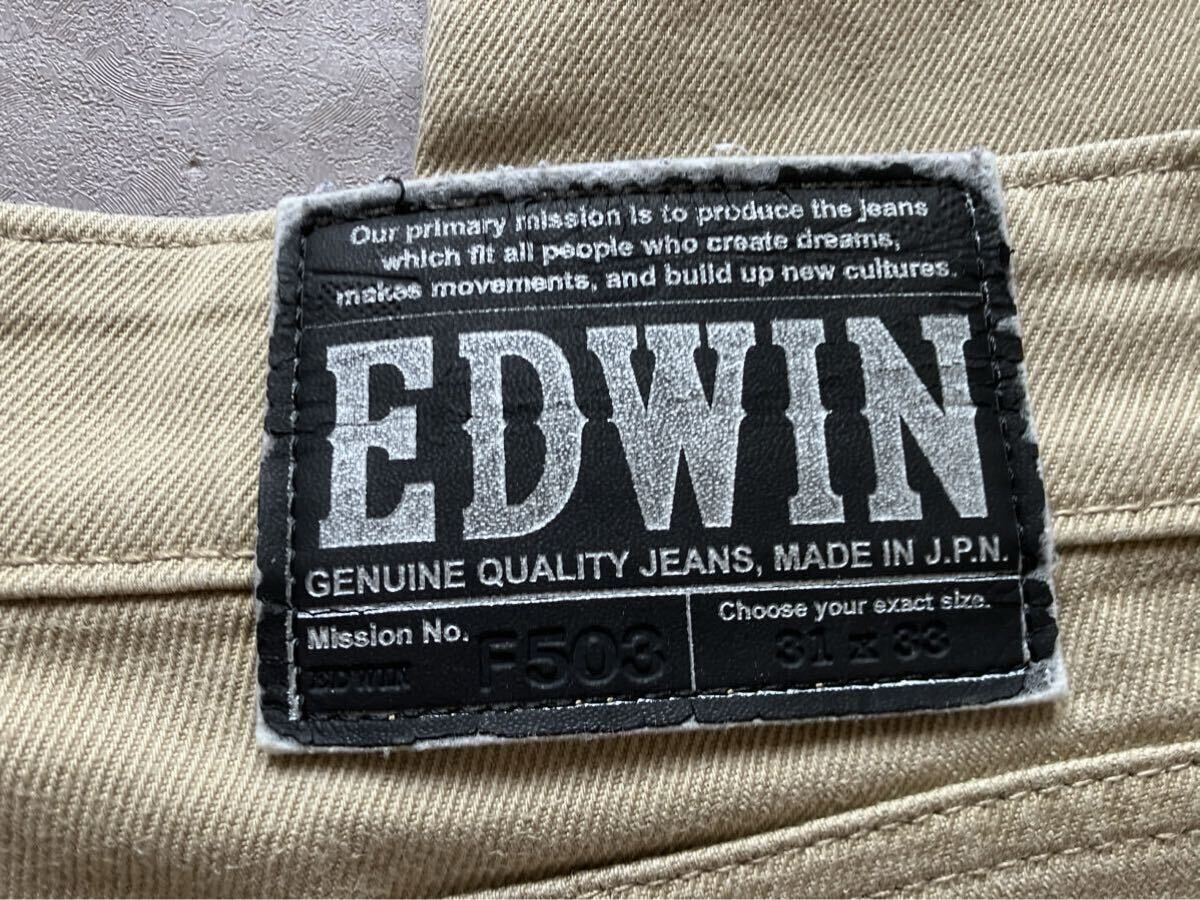 Our primary mission is to produce the jeans
which fit all people who create dreams,
makes movements, and build up new cultures.
EDWIN
GENUINE QUALITY JEANS, MADE IN J.P.N.
Mission No.
EDWIN F503
Choose your exact size.
31 x 33